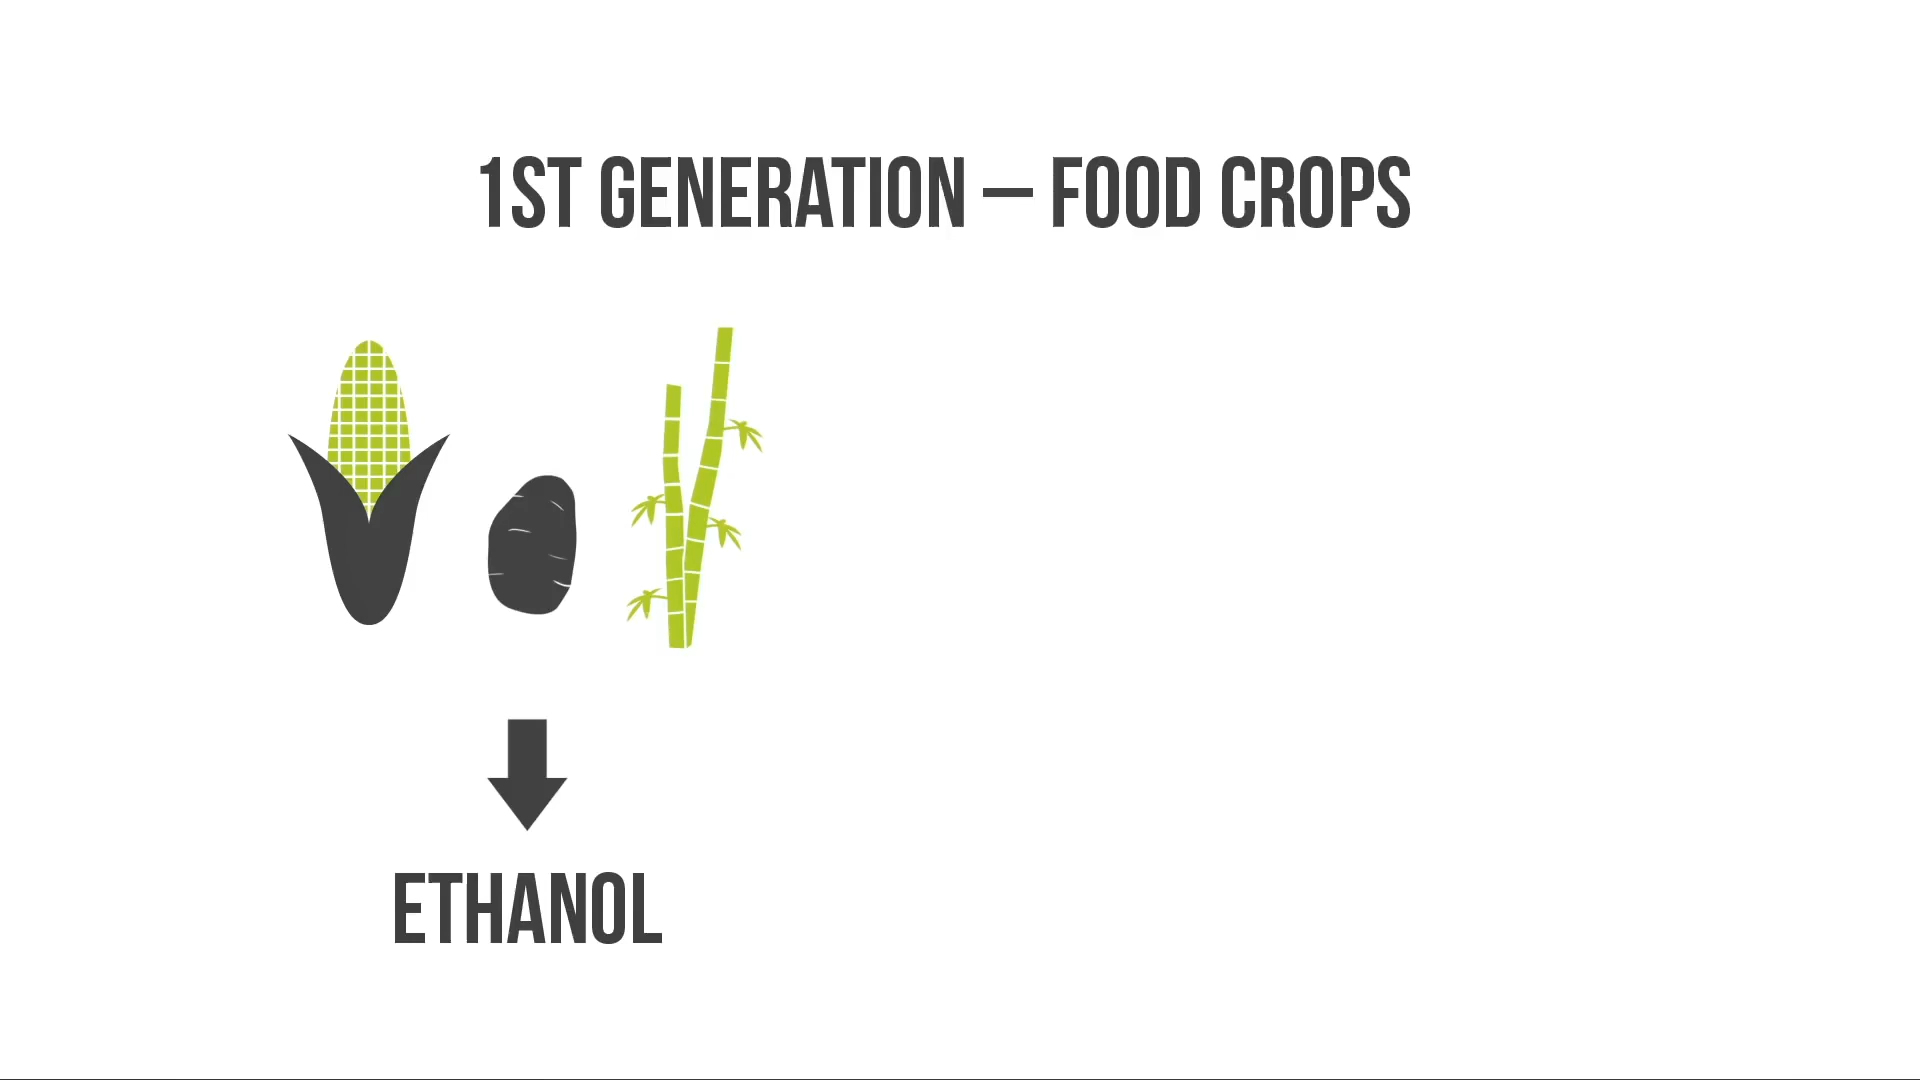 1ST GENERATION – FOOD CROPS
ETHANOL